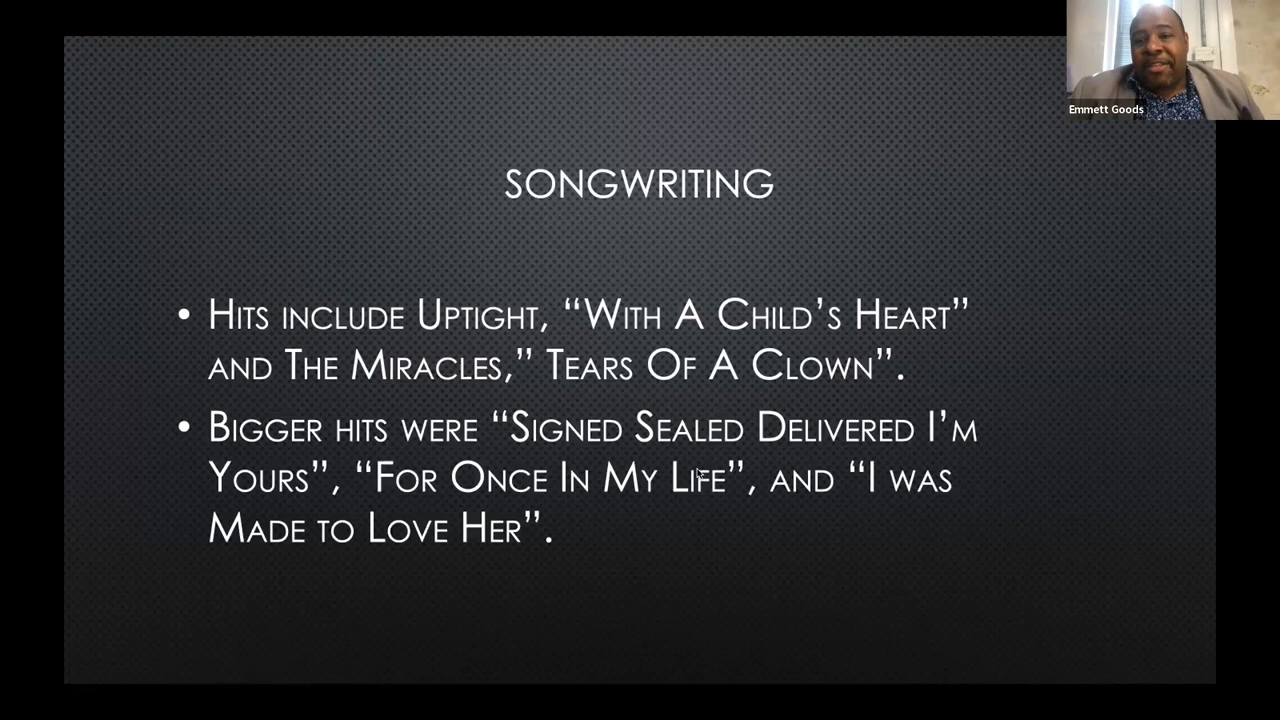 Emmett Goods
SONGWRITING
• HITS INCLUDE UPTIGHT, “WITH A CHILD’S HEART”
AND THE MIRACLES,” TEARS OF A CLOWN”.
• BIGGER HITS WERE “SIGNED SEALED DELIVERED I’M
YOURS”, “FOR ONCE IN MY LIFE”, AND “I WAS
MADE TO LOVE HER”.